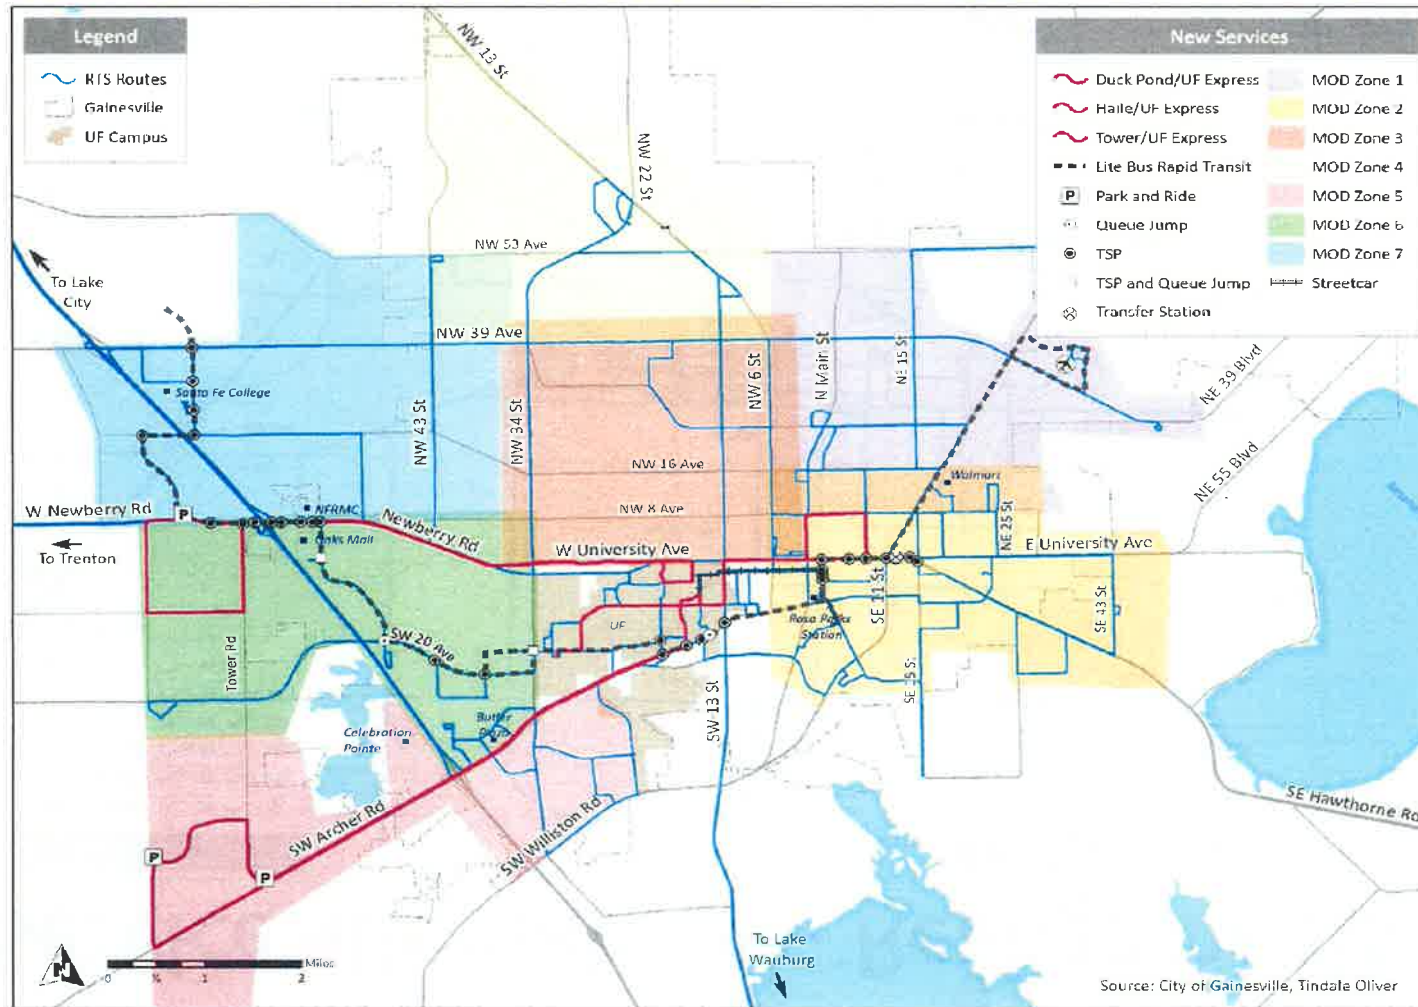 Legend
RTS Routes
Gainesville
UF Campus
New Services
Duck Pond/UF Express
Haile/UF Express
Tower/UF Express
Lite Bus Rapid Transit
P
Park and Ride
Queue Jump
TSP
TSP and Queue Jump
Transfer Station
MOD Zone 1
MOD Zone 2
MOD Zone 3
MOD Zone 4
MOD Zone 5
MOD Zone 6
MOD Zone 7
Streetcar
NW 13 St
NW 22 St
NW 53 Ave
To Lake
City
NW 39 Ave
Santa Fe College
NW 43 St
NW 34 St
NW 6 St
N Main St
NE 15 St
NE 39 Blvd
NE 55 Blvd
NW 16 Ave
Walmart
NW 8 Ave
W Newberry Rd
P
NFRMC
Oaks Mall
Newberry Rd
To Trenton
W University Ave
E University Ave
NE 25 St
SE 43 St
SE 11 St
UF
Rosa Parks
Station
SW 20 Ave
Tower Rd
SW 13 St
Butler
Plaza
Celebration
Pointe
SW Archer Rd
SW Williston Rd
SE Hawthorne Rd
P
P
N
0
½
1
2
Miles
To Lake
Wauburg
Source: City of Gainesville, Tindale Oliver